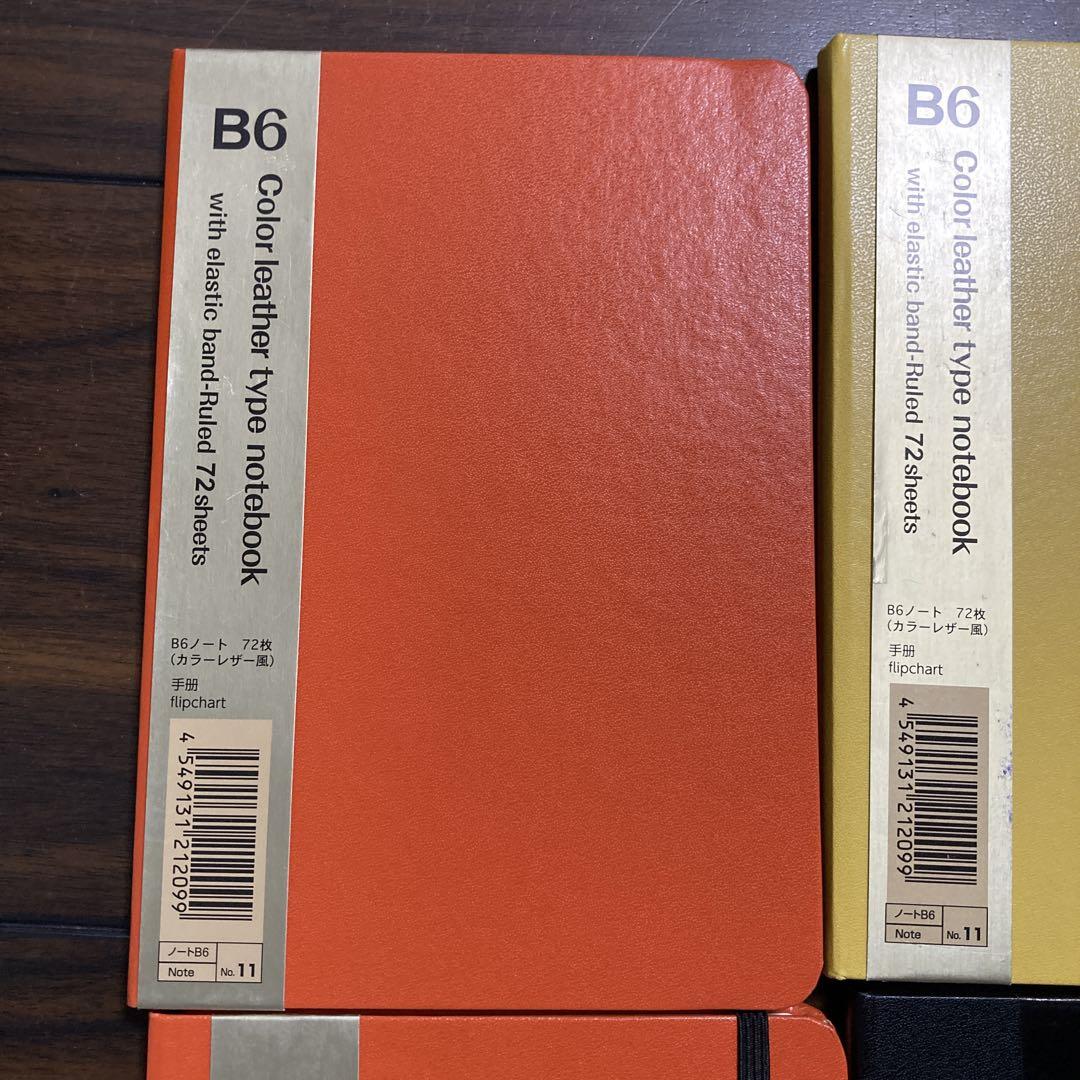 B6
Color leather type notebook
with elastic band-Ruled 72sheets
B6ノート 72枚
(カラーレザー風)
手册
flipchart
4 549131 212099
ノートB6
Note
No.11
B6
Color leather type notebook
with elastic band-Ruled 72sheets
B6ノート 72枚
(カラーレザー風)
手册
flipchart
4 549131 212099
ノートB6
Note
No.11